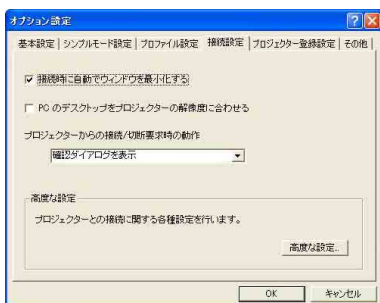 オプション設定
基本設定 シンプルモード設定 プロファイル設定 接続設定 プロジェクター登録設定 その他
接続時に自動でウィンドウを最小化する
PC のデスクトップをプロジェクターの解像度に合わせる
プロジェクターからの接続/切断要求時の動作
確認ダイアログを表示
高度な設定
プロジェクターとの接続に関する各種設定を行います。
高度な設定...
OK キャンセル